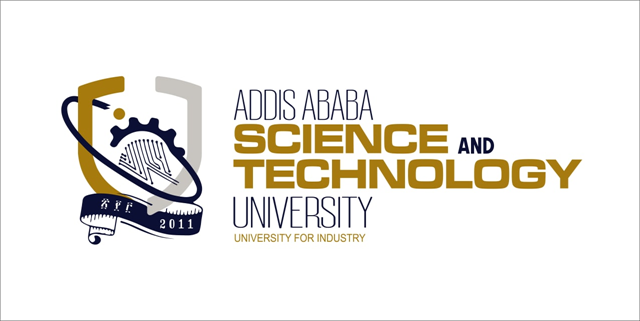 ADDIS ABABA
SCIENCE AND
TECHNOLOGY
UNIVERSITY
UNIVERSITY FOR INDUSTRY
2011